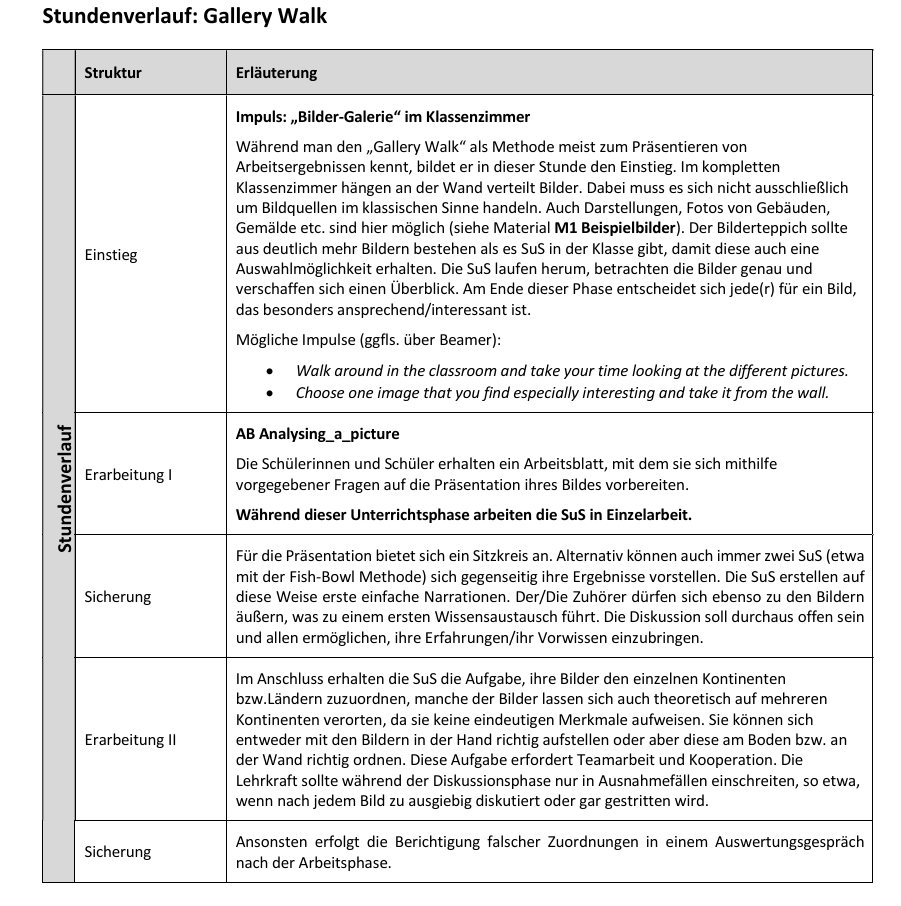 Stundenverlauf: Gallery Walk
Struktur
Erläuterung
Stundenverlauf
Einstieg
Impuls: „Bilder-Galerie“ im Klassenzimmer
Während man den „Gallery Walk“ als Methode meist zum Präsentieren von
Arbeitsergebnissen kennt, bildet er in dieser Stunde den Einstieg. Im kompletten
Klassenzimmer hängen an der Wand verteilt Bilder. Dabei muss es sich nicht ausschließlich
um Bildquellen im klassischen Sinne handeln. Auch Darstellungen, Fotos von Gebäuden,
Gemälde etc. sind hier möglich (siehe Material M1 Beispielbilder). Der Bilderteppich sollte
aus deutlich mehr Bildern bestehen als es SuS in der Klasse gibt, damit diese auch eine
Auswahlmöglichkeit erhalten. Die SuS laufen herum, betrachten die Bilder genau und
verschaffen sich einen Überblick. Am Ende dieser Phase entscheidet sich jede(r) für ein Bild,
das besonders ansprechend/interessant ist.
Mögliche Impulse (ggfls. über Beamer):
• Walk around in the classroom and take your time looking at the different pictures.
• Choose one image that you find especially interesting and take it from the wall.
Erarbeitung I
AB Analysing_a_picture
Die Schülerinnen und Schüler erhalten ein Arbeitsblatt, mit dem sie sich mithilfe
vorgegebener Fragen auf die Präsentation ihres Bildes vorbereiten.
Während dieser Unterrichtsphase arbeiten die SuS in Einzelarbeit.
Sicherung
Für die Präsentation bietet sich ein Sitzkreis an. Alternativ können auch immer zwei SuS (etwa
mit der Fish-Bowl Methode) sich gegenseitig ihre Ergebnisse vorstellen. Die SuS erstellen auf
diese Weise erste einfache Narrationen. Der/Die Zuhörer dürfen sich ebenso zu den Bildern
äußern, was zu einem ersten Wissensaustausch führt. Die Diskussion soll durchaus offen sein
und allen ermöglichen, ihre Erfahrungen/ihr Vorwissen einzubringen.
Erarbeitung II
Im Anschluss erhalten die SuS die Aufgabe, ihre Bilder den einzelnen Kontinenten
bzw.Ländern zuzuordnen, manche der Bilder lassen sich auch theoretisch auf mehreren
Kontinenten verorten, da sie keine eindeutigen Merkmale aufweisen. Sie können sich
entweder mit den Bildern in der Hand richtig aufstellen oder aber diese am Boden bzw. an
der Wand richtig ordnen. Diese Aufgabe erfordert Teamarbeit und Kooperation. Die
Lehrkraft sollte während der Diskussionsphase nur in Ausnahmefällen einschreiten, so etwa,
wenn nach jedem Bild zu ausgiebig diskutiert oder gar gestritten wird.
Sicherung
Ansonsten erfolgt die Berichtigung falscher Zuordnungen in einem Auswertungsgespräch
nach der Arbeitsphase.